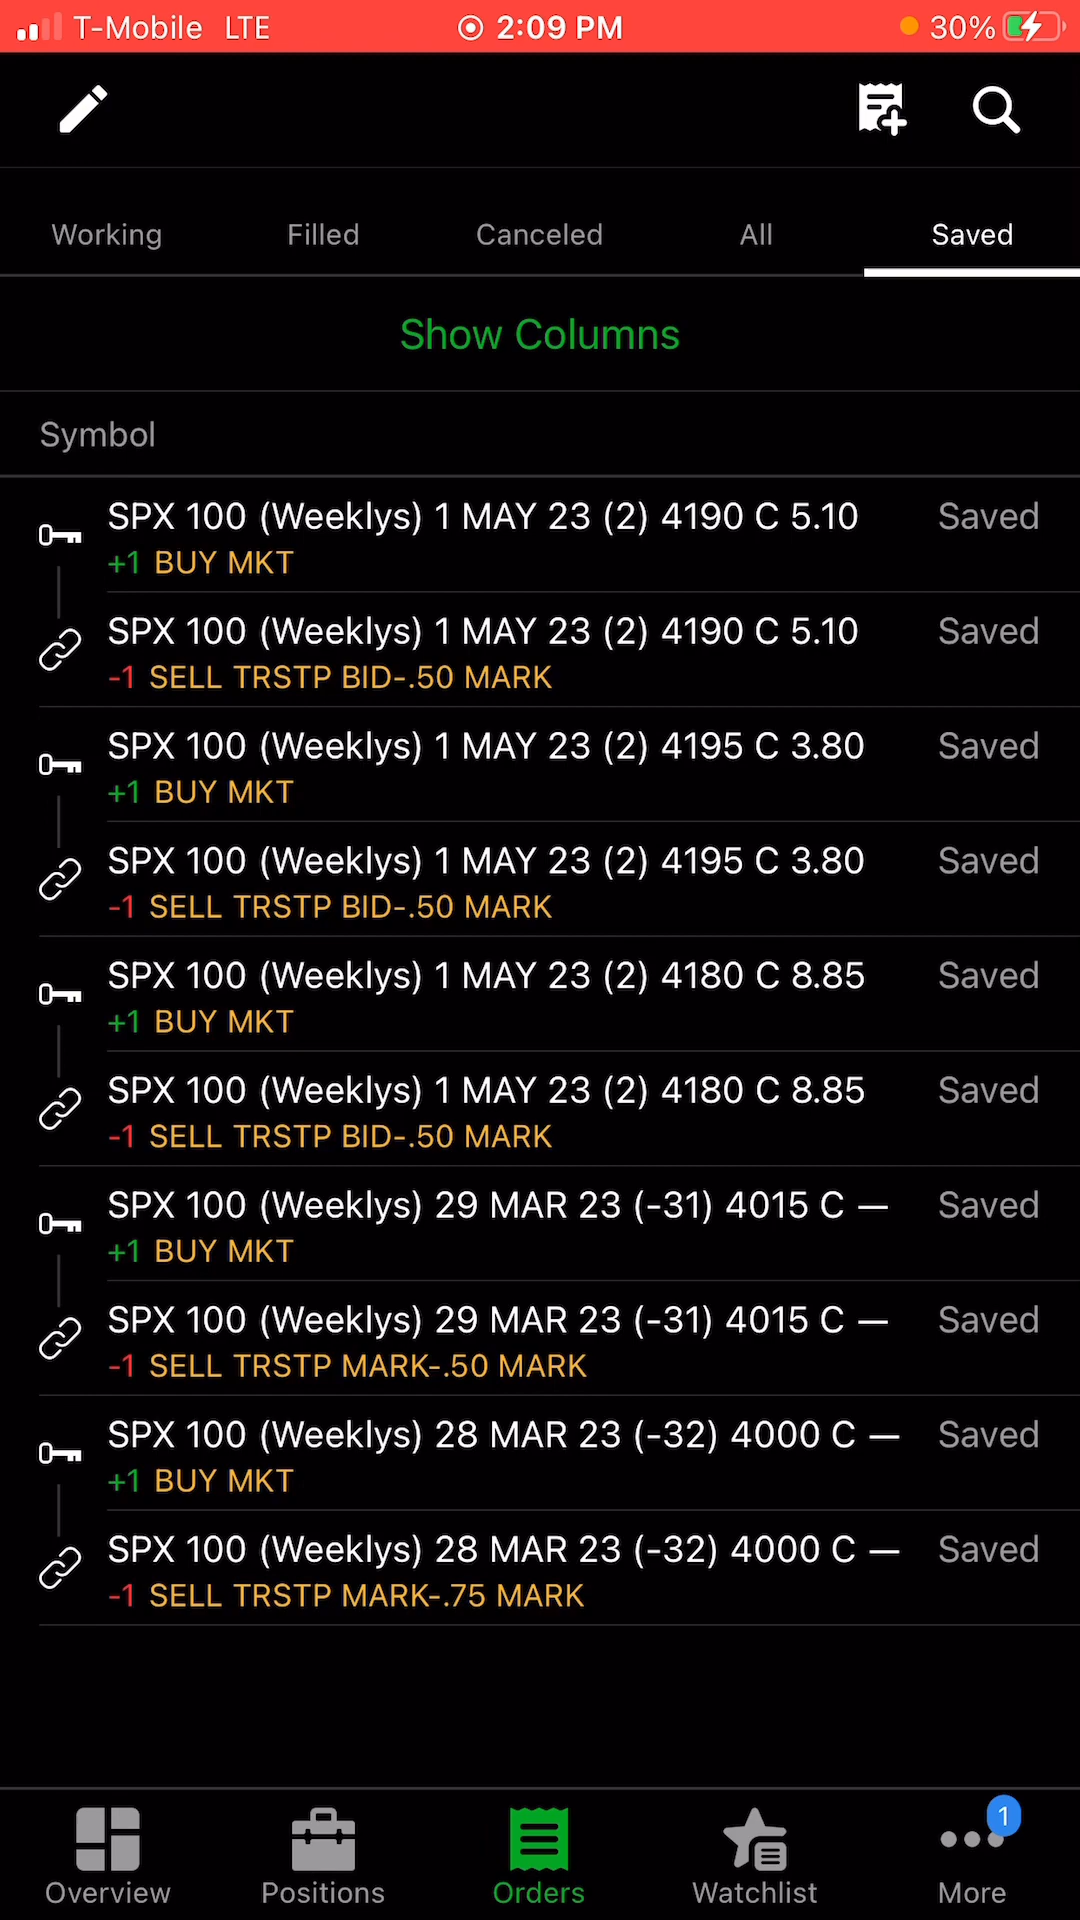 T-Mobile LTE 2:09 PM 30%
Working Filled Canceled All Saved
Show Columns
Symbol
SPX 100 (Weeklys) 1 MAY 23 (2) 4190 C 5.10 Saved
+1 BUY MKT
SPX 100 (Weeklys) 1 MAY 23 (2) 4190 C 5.10 Saved
-1 SELL TRSTP BID-.50 MARK
SPX 100 (Weeklys) 1 MAY 23 (2) 4195 C 3.80 Saved
+1 BUY MKT
SPX 100 (Weeklys) 1 MAY 23 (2) 4195 C 3.80 Saved
-1 SELL TRSTP BID-.50 MARK
SPX 100 (Weeklys) 1 MAY 23 (2) 4180 C 8.85 Saved
+1 BUY MKT
SPX 100 (Weeklys) 1 MAY 23 (2) 4180 C 8.85 Saved
-1 SELL TRSTP BID-.50 MARK
SPX 100 (Weeklys) 29 MAR 23 (-31) 4015 C — Saved
+1 BUY MKT
SPX 100 (Weeklys) 29 MAR 23 (-31) 4015 C — Saved
-1 SELL TRSTP MARK-.50 MARK
SPX 100 (Weeklys) 28 MAR 23 (-32) 4000 C — Saved
+1 BUY MKT
SPX 100 (Weeklys) 28 MAR 23 (-32) 4000 C — Saved
-1 SELL TRSTP MARK-.75 MARK
1
Overview Positions Orders Watchlist More